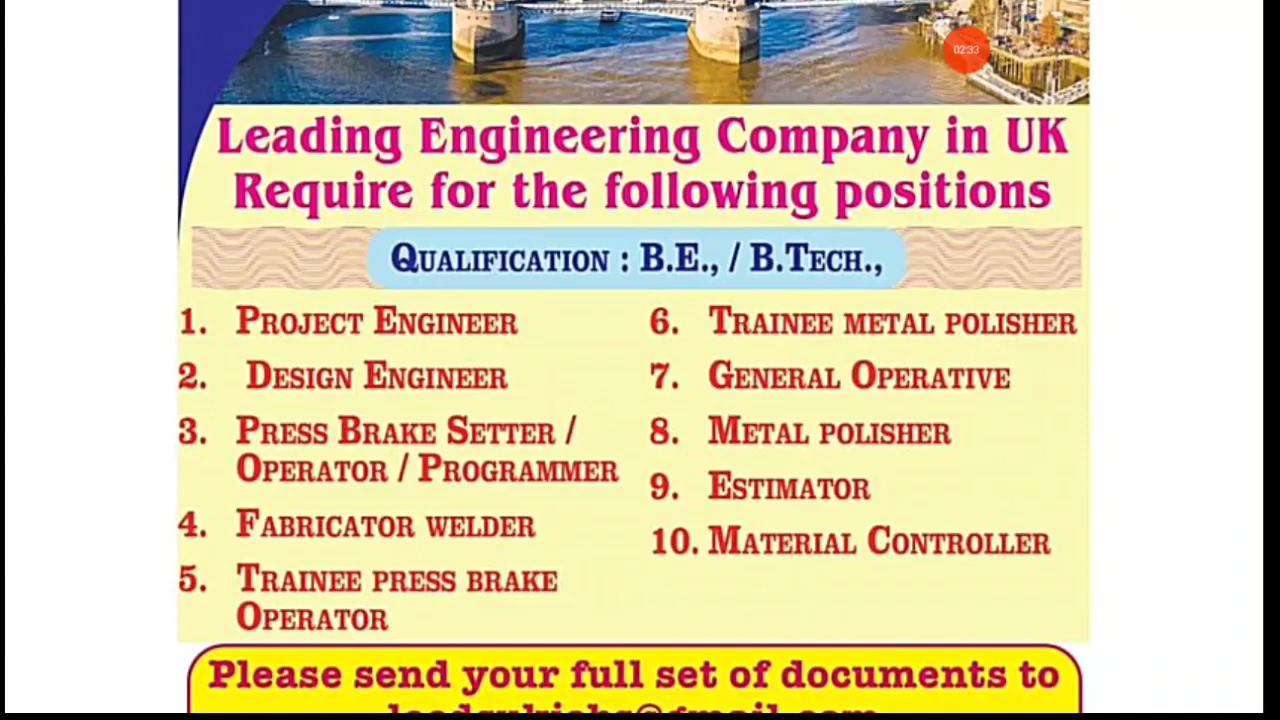 02:33
Leading Engineering Company in UK
Require for the following positions
Qualification : B.E., / B.Tech.,
1. Project Engineer
2. Design Engineer
3. Press Brake Setter /
Operator / Programmer
4. Fabricator welder
5. Trainee press brake
Operator
6. Trainee metal polisher
7. General Operative
8. Metal polisher
9. Estimator
10. Material Controller
Please send your full set of documents to